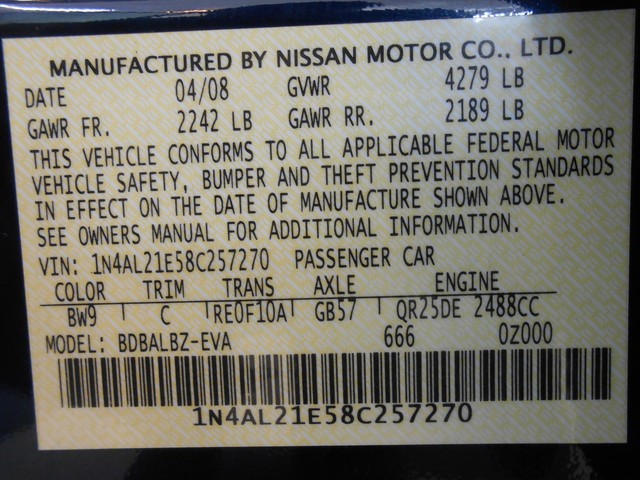 MANUFACTURED BY NISSAN MOTOR CO., LTD.
DATE 04/08 GVWR 4279 LB
GAWR FR. 2242 LB GAWR RR. 2189 LB
THIS VEHICLE CONFORMS TO ALL APPLICABLE FEDERAL MOTOR
VEHICLE SAFETY, BUMPER AND THEFT PREVENTION STANDARDS
IN EFFECT ON THE DATE OF MANUFACTURE SHOWN ABOVE.
SEE OWNERS MANUAL FOR ADDITIONAL INFORMATION.
VIN: 1N4AL21E58C257270 PASSENGER CAR
COLOR TRIM TRANS AXLE ENGINE
BW9 C RE0F10A GB57 QR25DE 2488CC
MODEL: BDBALBZ-EVA 666 0Z000
1N4AL21E58C257270